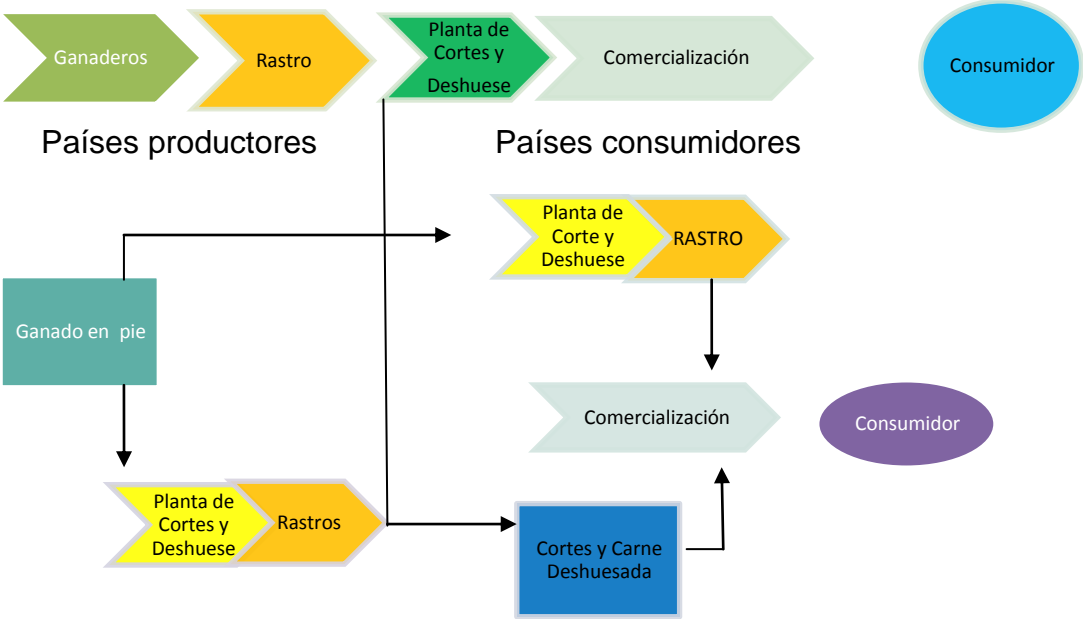 Ganaderos
Rastro
Planta de
Cortes y
Deshuese
Comercialización
Consumidor
Países productores
Países consumidores
Planta de
Corte y
Deshuese
RASTRO
Ganado en pie
Comercialización
Consumidor
Planta de
Cortes y
Deshuese
Rastros
Cortes y Carne
Deshuesada